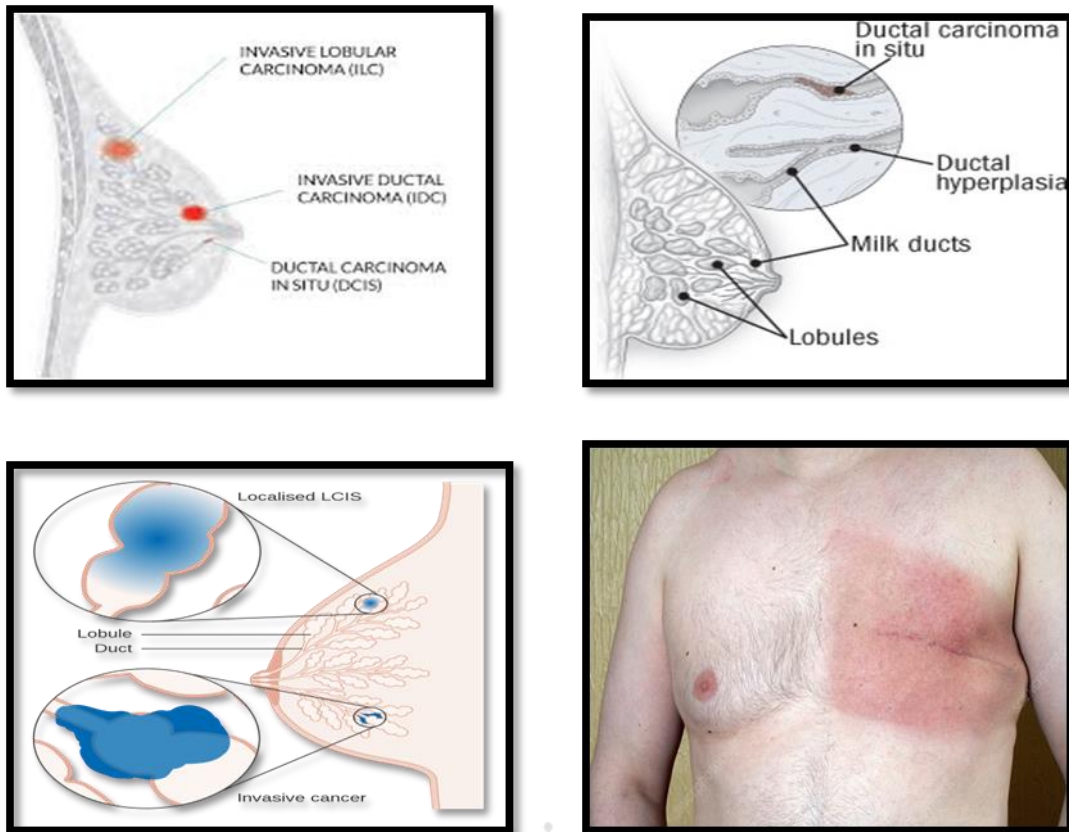 INVASIVE LOBULAR
CARCINOMA (ILC)
INVASIVE DUCTAL
CARCINOMA (IDC)
DUCTAL CARCINOMA
IN SITU (DCIS)
Ductal carcinoma
in situ
Ductal
hyperplasia
Milk ducts
Lobules
Localised LCIS
Lobule
Duct
Invasive cancer